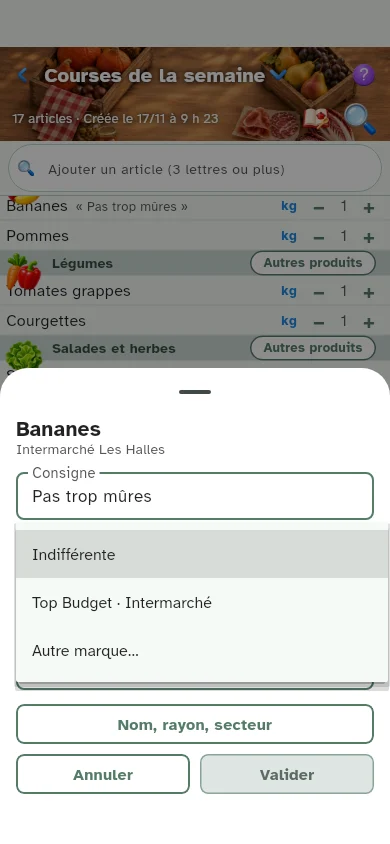 Courses de la semaine
?
17 articles · Créée le 17/11 à 9 h 23
Ajouter un article (3 lettres ou plus)
Bananes « Pas trop mûres » kg − 1 +
Pommes kg − 1 +
Légumes Autres produits
Tomates grappes kg − 1 +
Courgettes kg − 1 +
Salades et herbes Autres produits
Bananes
Intermarché Les Halles
Consigne
Pas trop mûres
Indifférente
Top Budget · Intermarché
Autre marque...
Nom, rayon, secteur
Annuler Valider